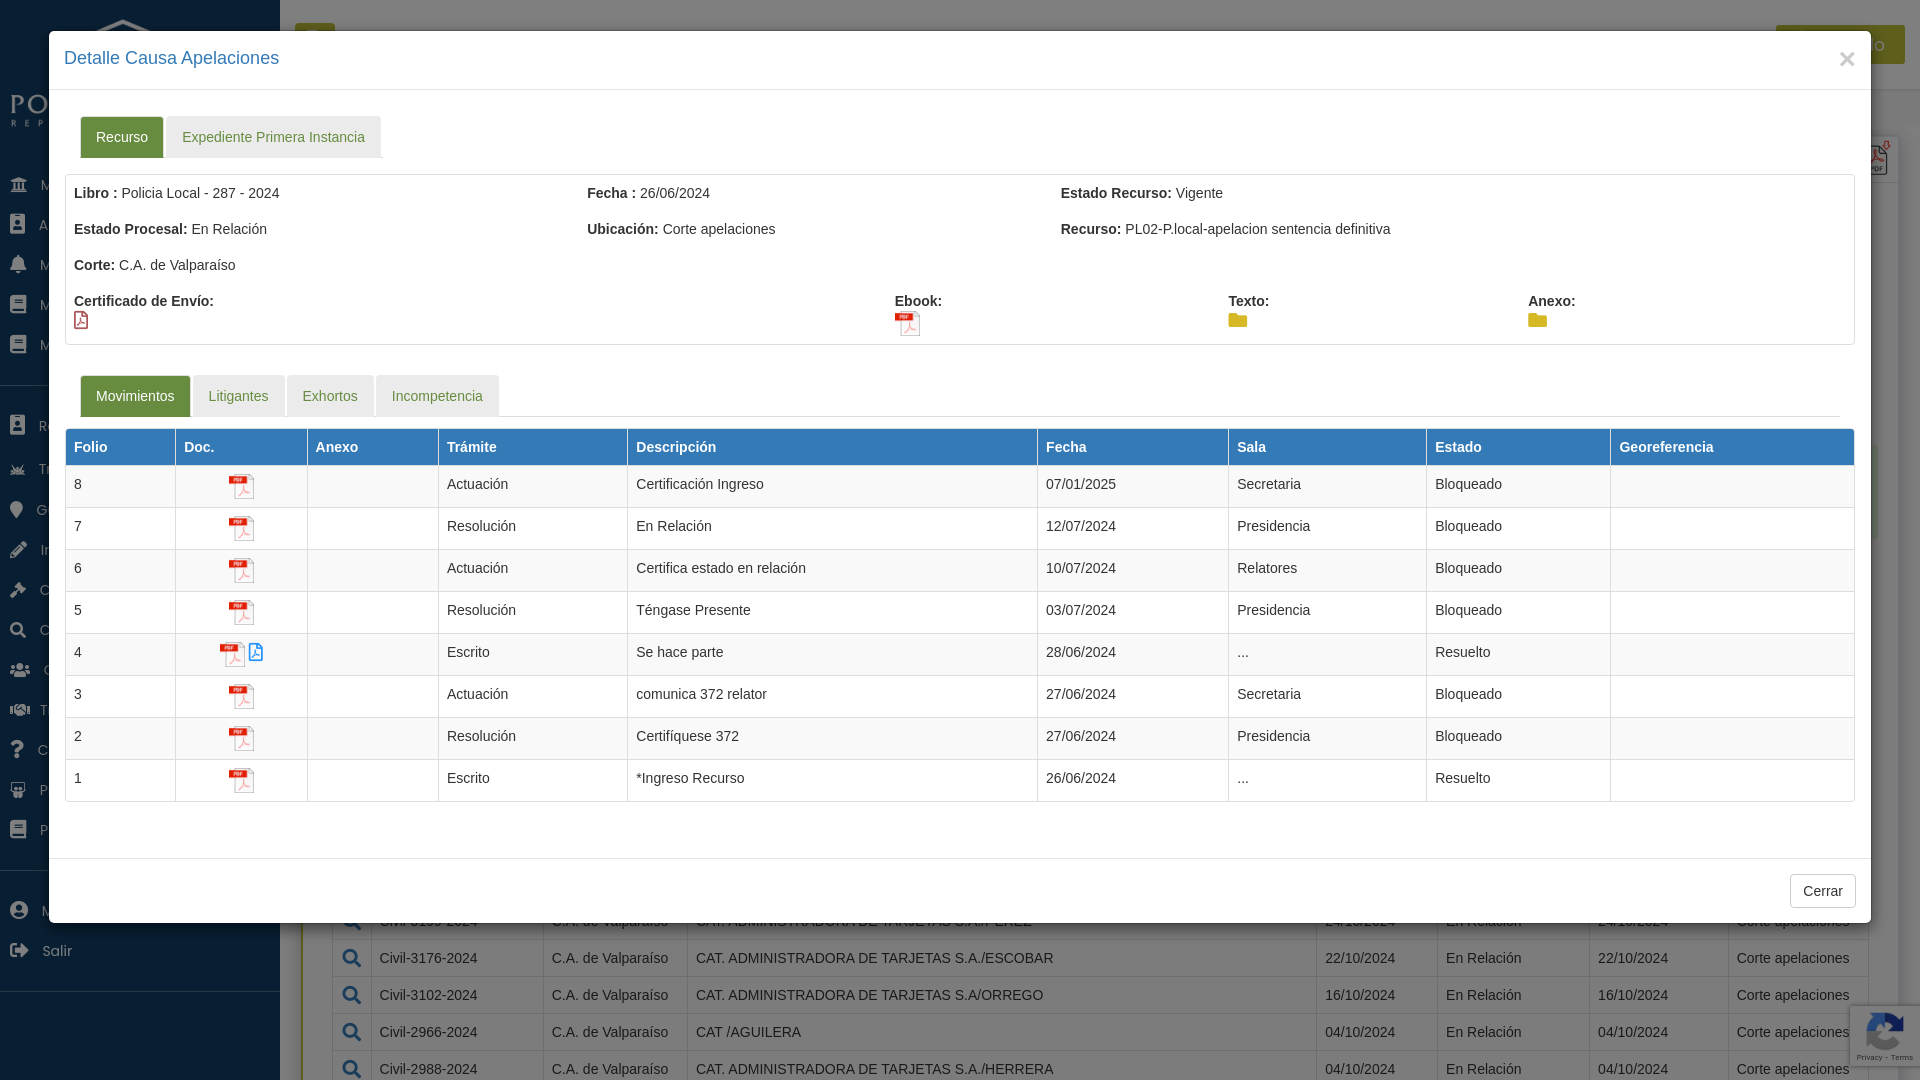 Detalle Causa Apelaciones ×
Recurso Expediente Primera Instancia
Libro : Policia Local - 287 - 2024 Fecha : 26/06/2024 Estado Recurso: Vigente
Estado Procesal: En Relación Ubicación: Corte apelaciones Recurso: PL02-P.local-apelacion sentencia definitiva
Corte: C.A. de Valparaíso
Certificado de Envío: Ebook: Texto: Anexo:
Movimientos Litigantes Exhortos Incompetencia
Folio Doc. Anexo Trámite Descripción Fecha Sala Estado Georeferencia
8 Actuación Certificación Ingreso 07/01/2025 Secretaria Bloqueado
7 Resolución En Relación 12/07/2024 Presidencia Bloqueado
6 Actuación Certifica estado en relación 10/07/2024 Relatores Bloqueado
5 Resolución Téngase Presente 03/07/2024 Presidencia Bloqueado
4 Escrito Se hace parte 28/06/2024 ... Resuelto
3 Actuación comunica 372 relator 27/06/2024 Secretaria Bloqueado
2 Resolución Certifíquese 372 27/06/2024 Presidencia Bloqueado
1 Escrito *Ingreso Recurso 26/06/2024 ... Resuelto
Cerrar
Salir
Civil-3176-2024 C.A. de Valparaíso CAT. ADMINISTRADORA DE TARJETAS S.A./ESCOBAR 22/10/2024 En Relación 22/10/2024 Corte apelaciones
Civil-3102-2024 C.A. de Valparaíso CAT. ADMINISTRADORA DE TARJETAS S.A/ORREGO 16/10/2024 En Relación 16/10/2024 Corte apelaciones
Civil-2966-2024 C.A. de Valparaíso CAT /AGUILERA 04/10/2024 En Relación 04/10/2024 Corte apelaciones
Civil-2988-2024 C.A. de Valparaíso CAT. ADMINISTRADORA DE TARJETAS S.A./HERRERA 04/10/2024 En Relación 04/10/2024 Corte apelaciones
Privacy - Terms